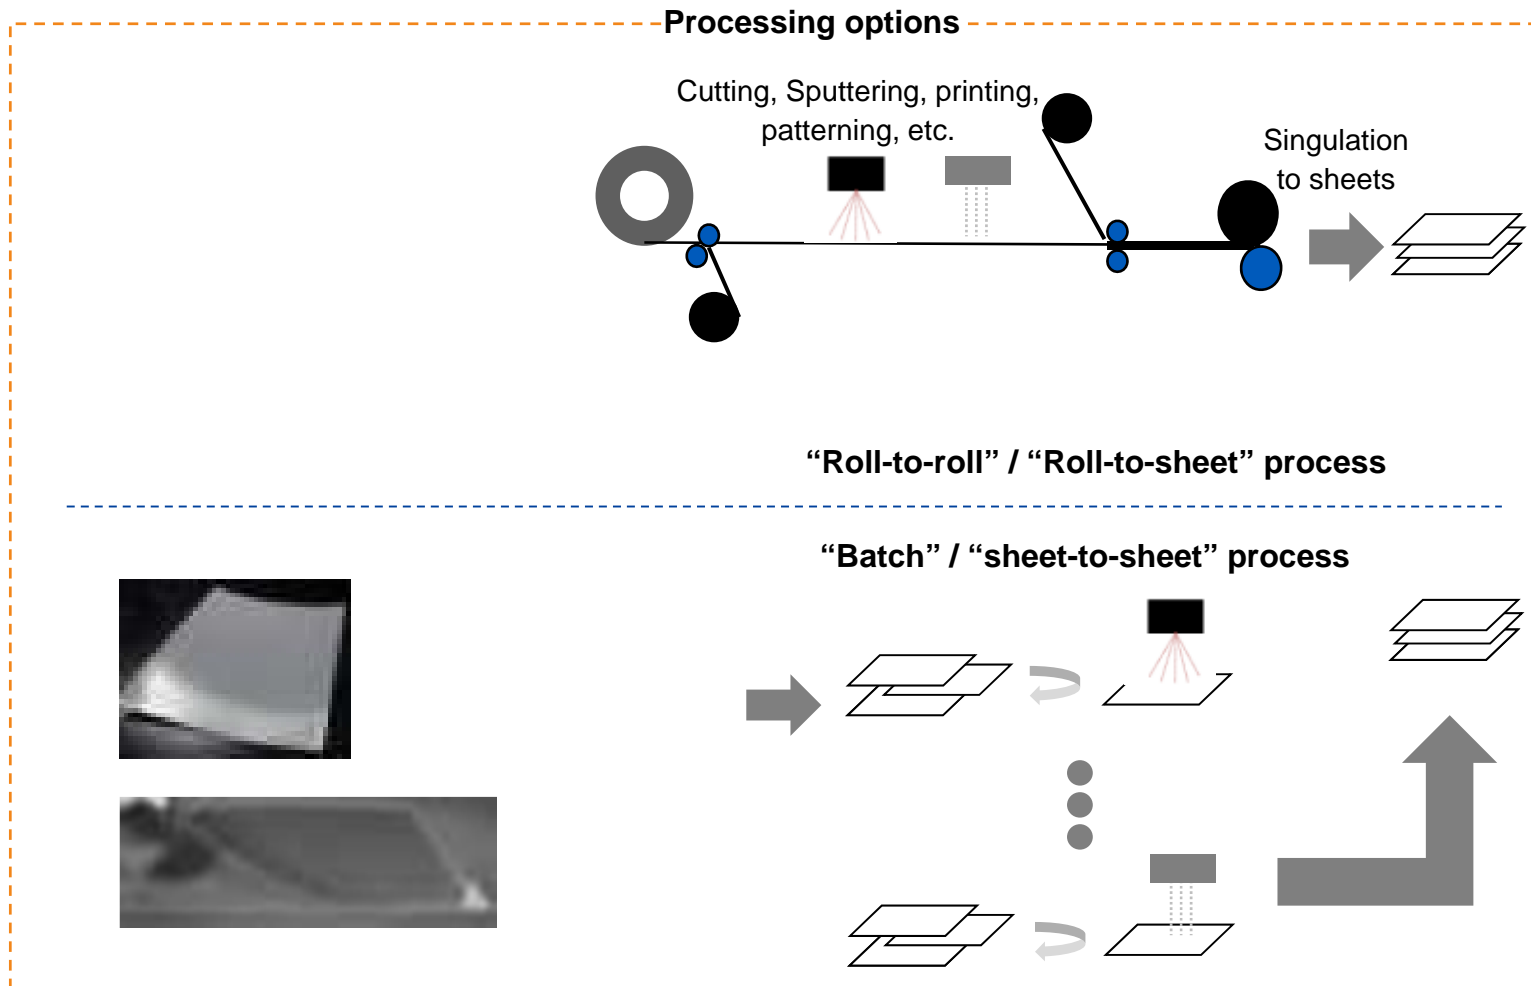 Processing options
Cutting, Sputtering, printing,
patterning, etc.
Singulation
to sheets
“Roll-to-roll” / “Roll-to-sheet” process
“Batch” / “sheet-to-sheet” process